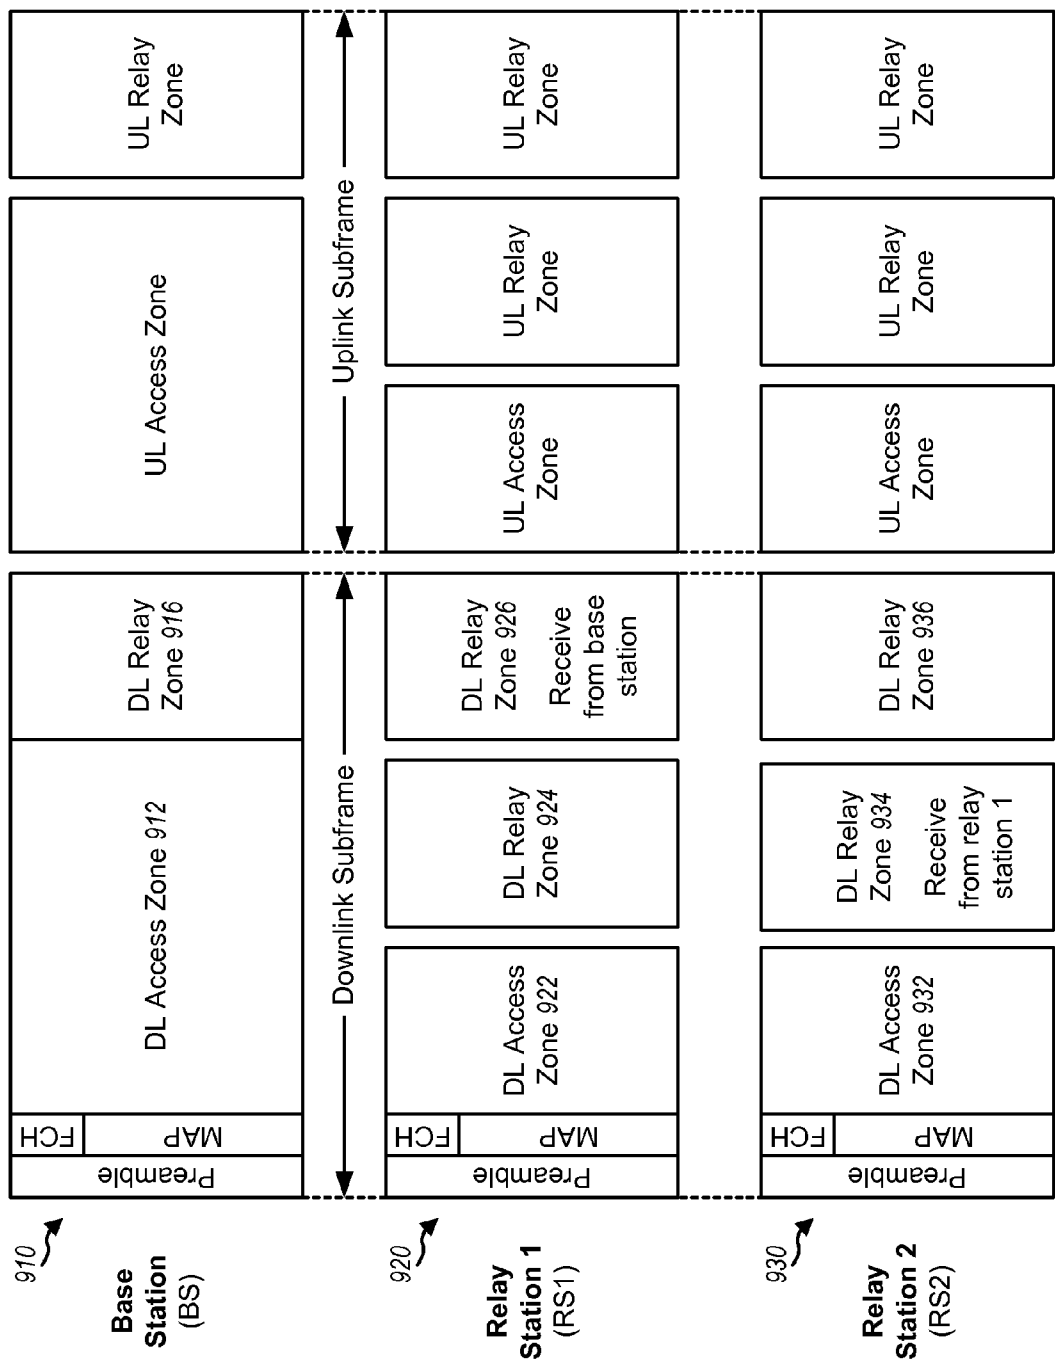 910
Base
Station
(BS)
Preamble
FCH
MAP
DL Access Zone 912
DL Relay
Zone 916
UL Access Zone
UL Relay
Zone
Downlink Subframe
Uplink Subframe
920
Relay
Station 1
(RS1)
Preamble
FCH
MAP
DL Access
Zone 922
DL Relay
Zone 924
DL Relay
Zone 926
Receive
from base
station
UL Access
Zone
UL Relay
Zone
UL Relay
Zone
930
Relay
Station 2
(RS2)
Preamble
FCH
MAP
DL Access
Zone 932
DL Relay
Zone 934
Receive
from relay
station 1
DL Relay
Zone 936
UL Access
Zone
UL Relay
Zone
UL Relay
Zone